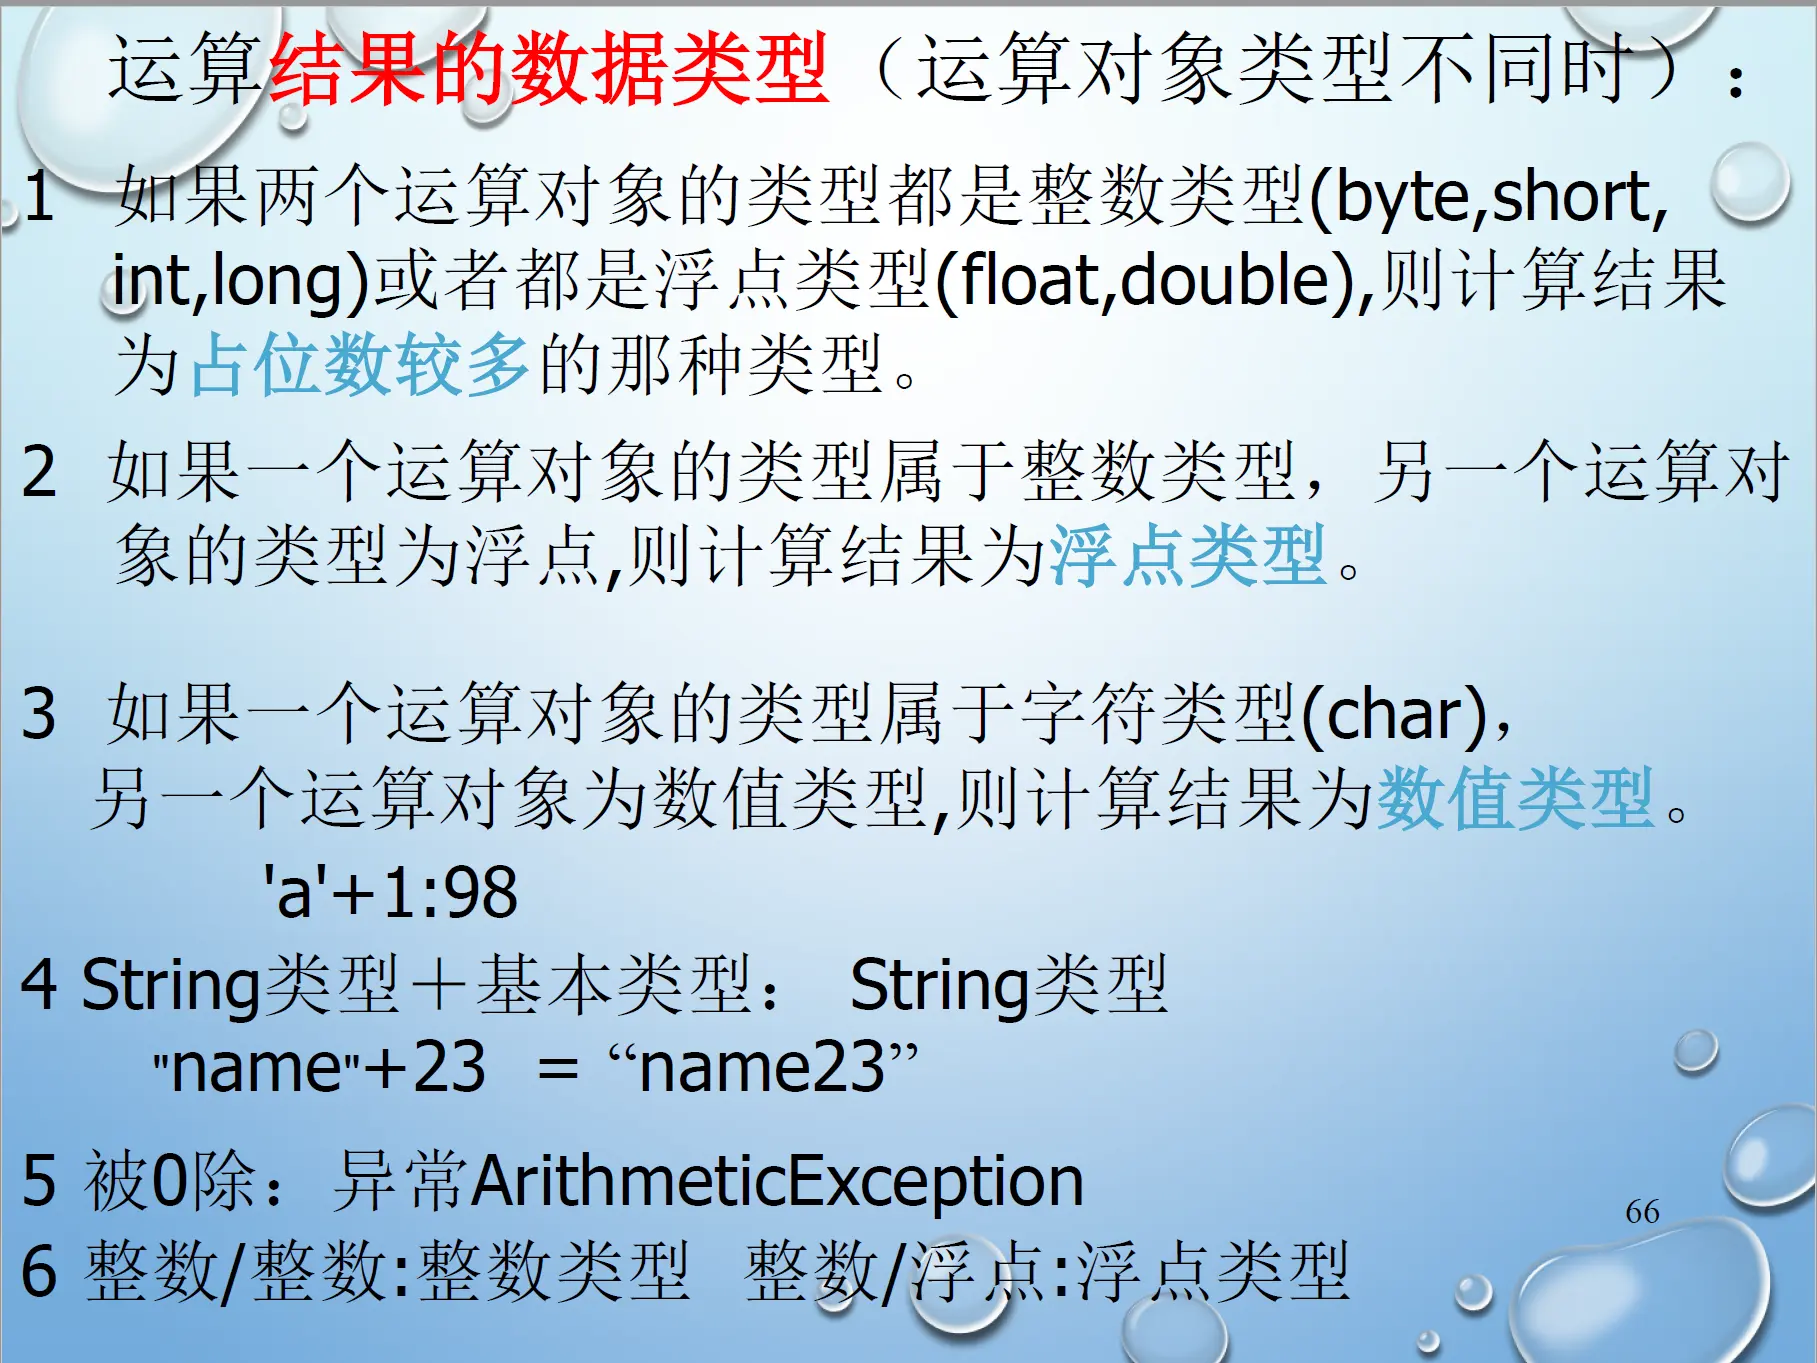 运算结果的数据类型（运算对象类型不同时）：
1 如果两个运算对象的类型都是整数类型(byte,short,
int,long)或者都是浮点类型(float,double),则计算结果
为占位数较多的那种类型。
2 如果一个运算对象的类型属于整数类型，另一个运算对
象的类型为浮点,则计算结果为浮点类型。
3 如果一个运算对象的类型属于字符类型(char)，
另一个运算对象为数值类型,则计算结果为数值类型。
'a'+1:98
4 String类型＋基本类型： String类型
"name"+23 = “name23”
5 被0除：异常ArithmeticException
66
6 整数/整数:整数类型 整数/浮点:浮点类型